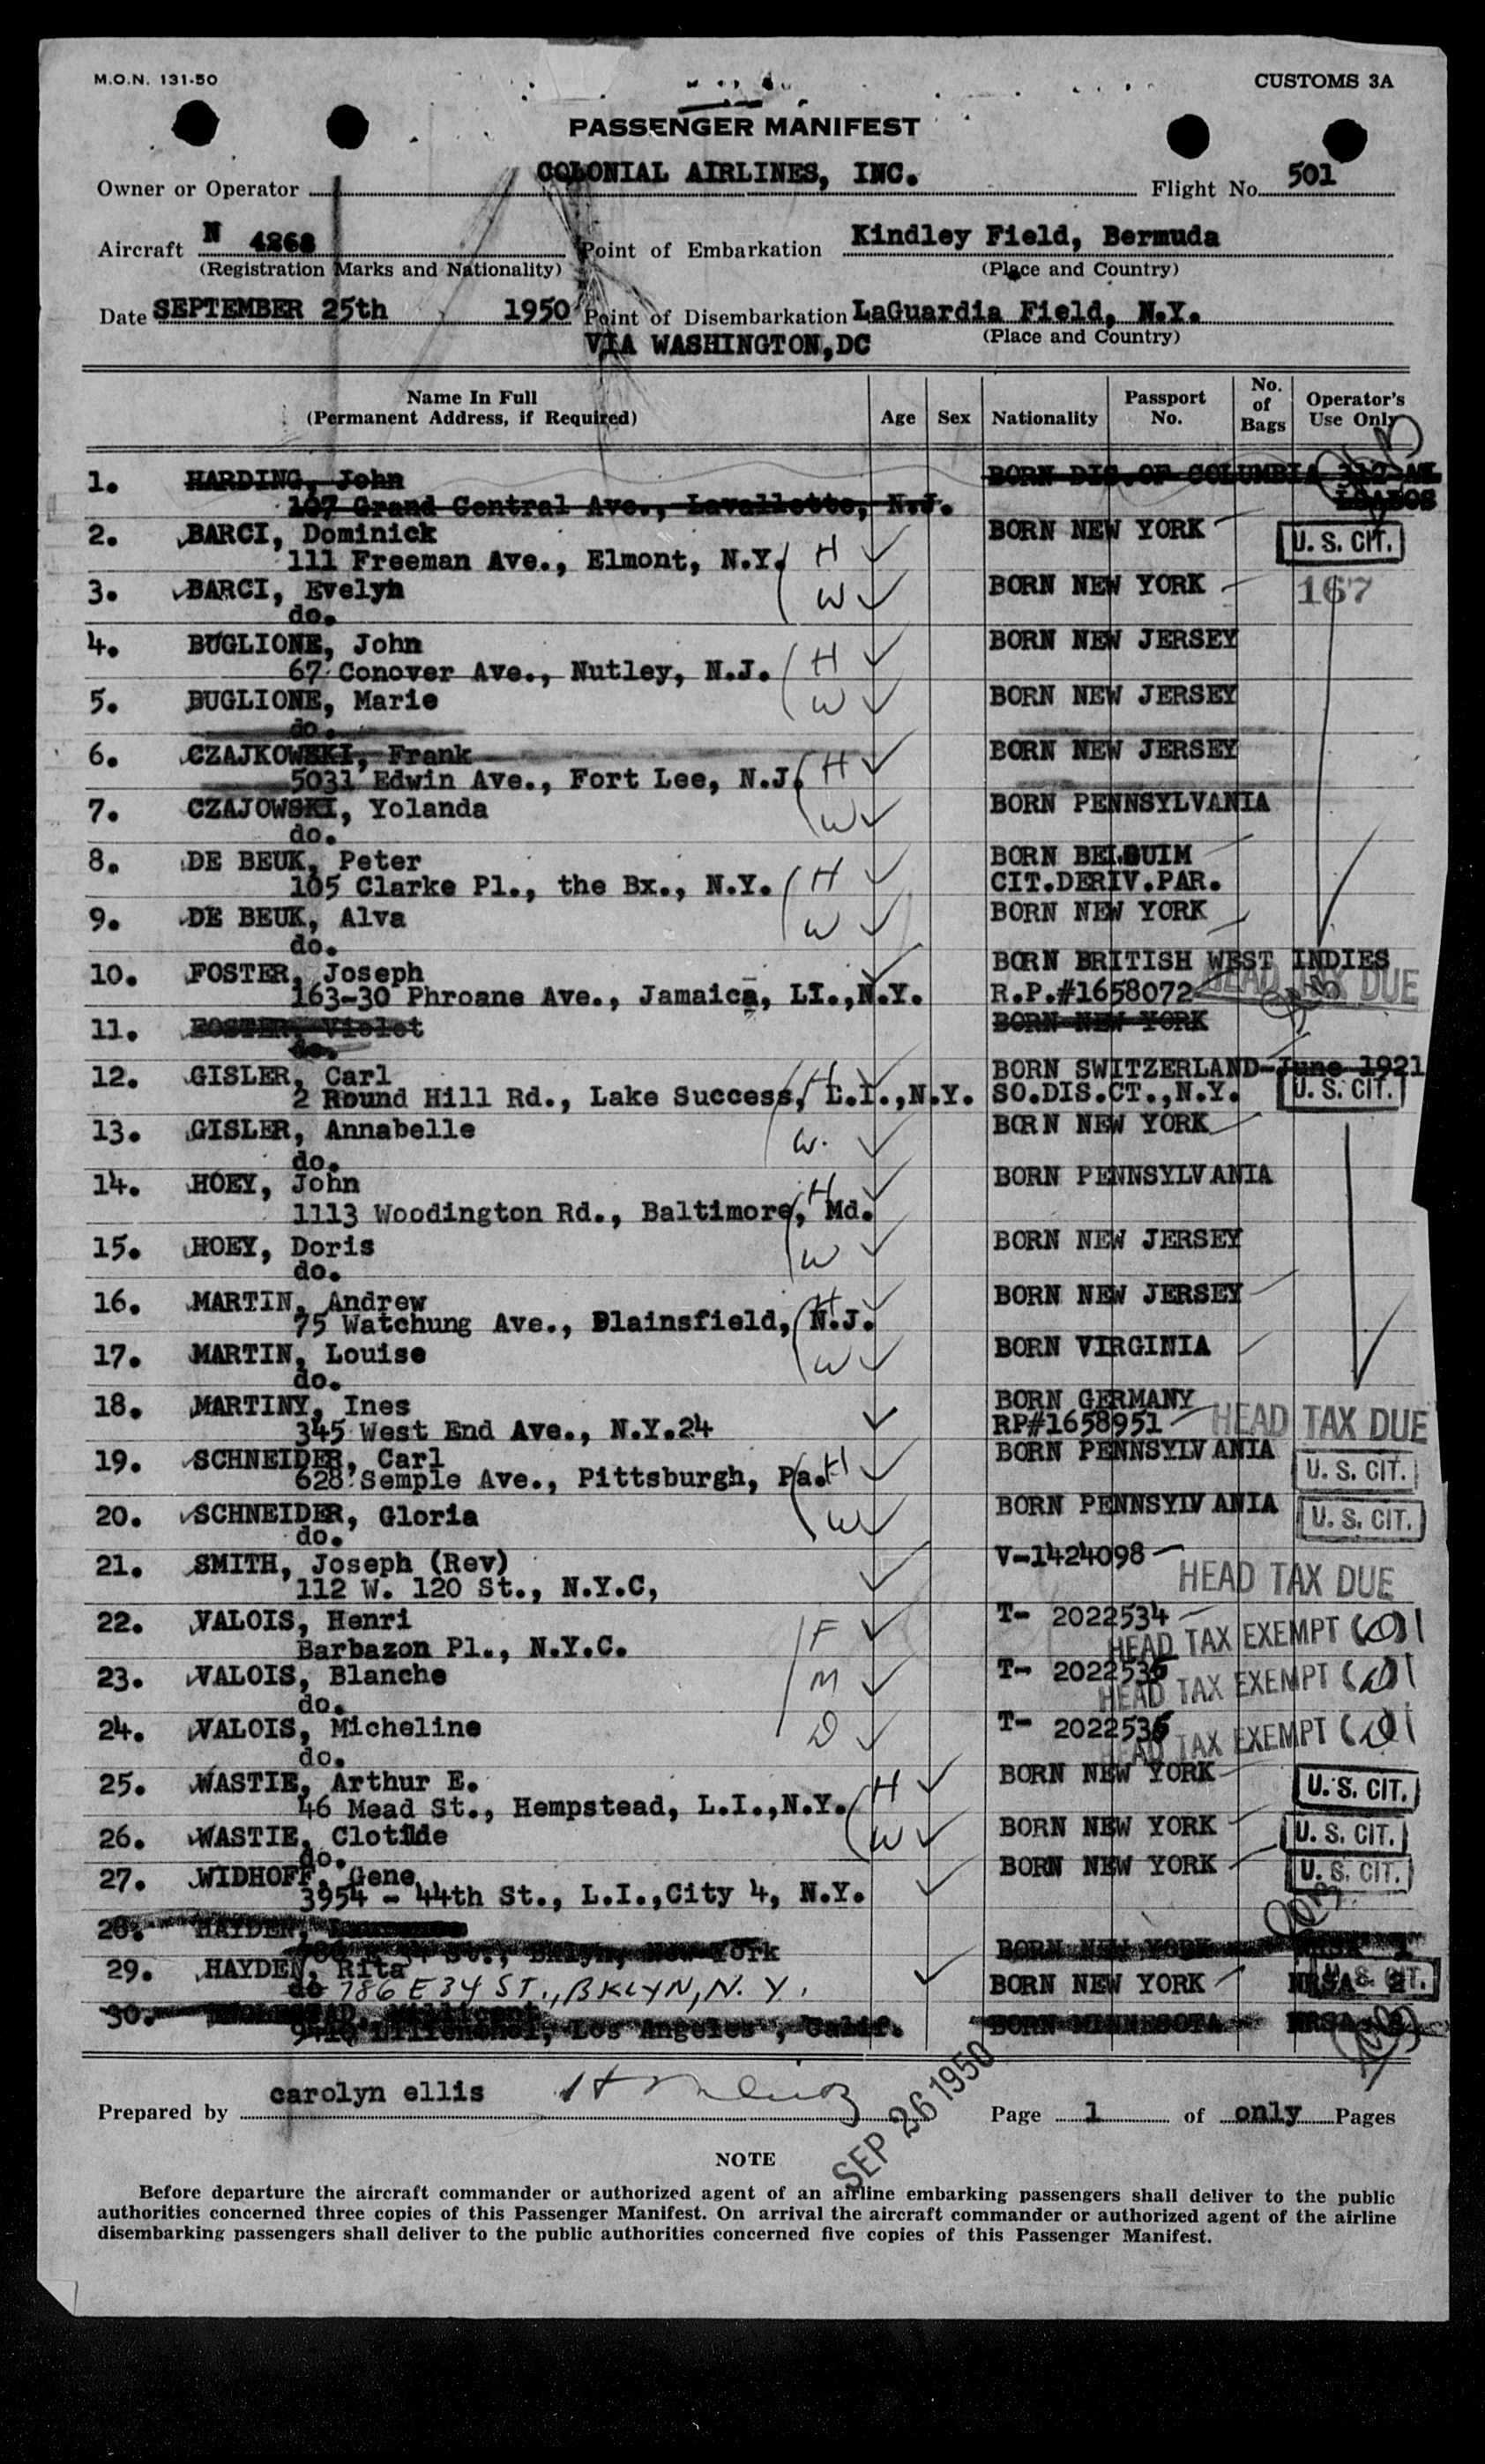 M.O.N. 131-50
CUSTOMS 3A
PASSENGER MANIFEST
Owner or Operator COLONIAL AIRLINES, INC. Flight No. 501
Aircraft N 4268 Point of Embarkation Kindley Field, Bermuda
(Registration Marks and Nationality) (Place and Country)
Date SEPTEMBER 25th 1950 Point of Disembarkation LaGuardia Field, N.Y.
VIA WASHINGTON,DC (Place and Country)
Name In Full (Permanent Address, if Required) Age Sex Nationality Passport No. No. of Bags Operator's Use Only
1. HARDING, John BORN DIS.OF COLUMBIA
107 Grand Central Ave., Lavallette, N.J.
2. BARCI, Dominick BORN NEW YORK U. S. CIT.
111 Freeman Ave., Elmont, N.Y. H
3. BARCI, Evelyn W BORN NEW YORK 167
do.
4. BUGLIONE, John BORN NEW JERSEY
67 Conover Ave., Nutley, N.J. H
5. BUGLIONE, Marie W BORN NEW JERSEY
do.
6. CZAJKOWSKI, Frank BORN NEW JERSEY
5031 Edwin Ave., Fort Lee, N.J. H
7. CZAJOWSKI, Yolanda W BORN PENNSYLVANIA
do.
8. DE BEUK, Peter BORN BELGUIM
105 Clarke Pl., the Bx., N.Y. H CIT.DERIV.PAR.
9. DE BEUK, Alva W BORN NEW YORK
do.
10. FOSTER, Joseph BORN BRITISH WEST INDIES
163-30 Phroane Ave., Jamaica, LI.,N.Y. R.P.#1658072 HEAD TAX DUE
11. FOSTER, Violet BORN NEW YORK
do.
12. GISLER, Carl H BORN SWITZERLAND-June 1921
2 Round Hill Rd., Lake Success, L.I.,N.Y. SO.DIS.CT.,N.Y. U. S. CIT.
13. GISLER, Annabelle W. BORN NEW YORK
do.
14. HOEY, John H BORN PENNSYLVANIA
1113 Woodington Rd., Baltimore, Md.
15. HOEY, Doris W BORN NEW JERSEY
do.
16. MARTIN, Andrew H BORN NEW JERSEY
75 Watchung Ave., Plainsfield, N.J.
17. MARTIN, Louise W BORN VIRGINIA
do.
18. MARTINY, Ines BORN GERMANY
345 West End Ave., N.Y.24 RP#1658951 HEAD TAX DUE
19. SCHNEIDER, Carl H BORN PENNSYLVANIA U. S. CIT.
628 Semple Ave., Pittsburgh, Pa.
20. SCHNEIDER, Gloria W BORN PENNSYLVANIA U. S. CIT.
do.
21. SMITH, Joseph (Rev) V-1424098 HEAD TAX DUE
112 W. 120 St., N.Y.C,
22. VALOIS, Henri F T- 2022534 HEAD TAX EXEMPT
Barbazon Pl., N.Y.C.
23. VALOIS, Blanche M T- 2022535 HEAD TAX EXEMPT
do.
24. VALOIS, Micheline D T- 2022536 HEAD TAX EXEMPT
do.
25. WASTIE, Arthur E. H BORN NEW YORK U. S. CIT.
46 Mead St., Hempstead, L.I.,N.Y.
26. WASTIE, Clotilde W BORN NEW YORK U. S. CIT.
do.
27. WIDHOFF, Gene BORN NEW YORK U. S. CIT.
3954 - 44th St., L.I.,City 4, N.Y.
28. HAYDEN,
St., Bklyn, New York BORN NEW YORK NRSA 1
29. HAYDEN, Rita BORN NEW YORK NRSA 2 U. S. CIT.
do 786 E 34 ST., BKLYN, N. Y.
30. Millicent
Los Angeles, Calif. BORN MINNESOTA NRSA
Prepared by carolyn ellis Page 1 of only Pages
SEP 26 1950
NOTE
Before departure the aircraft commander or authorized agent of an airline embarking passengers shall deliver to the public
authorities concerned three copies of this Passenger Manifest. On arrival the aircraft commander or authorized agent of the airline
disembarking passengers shall deliver to the public authorities concerned five copies of this Passenger Manifest.